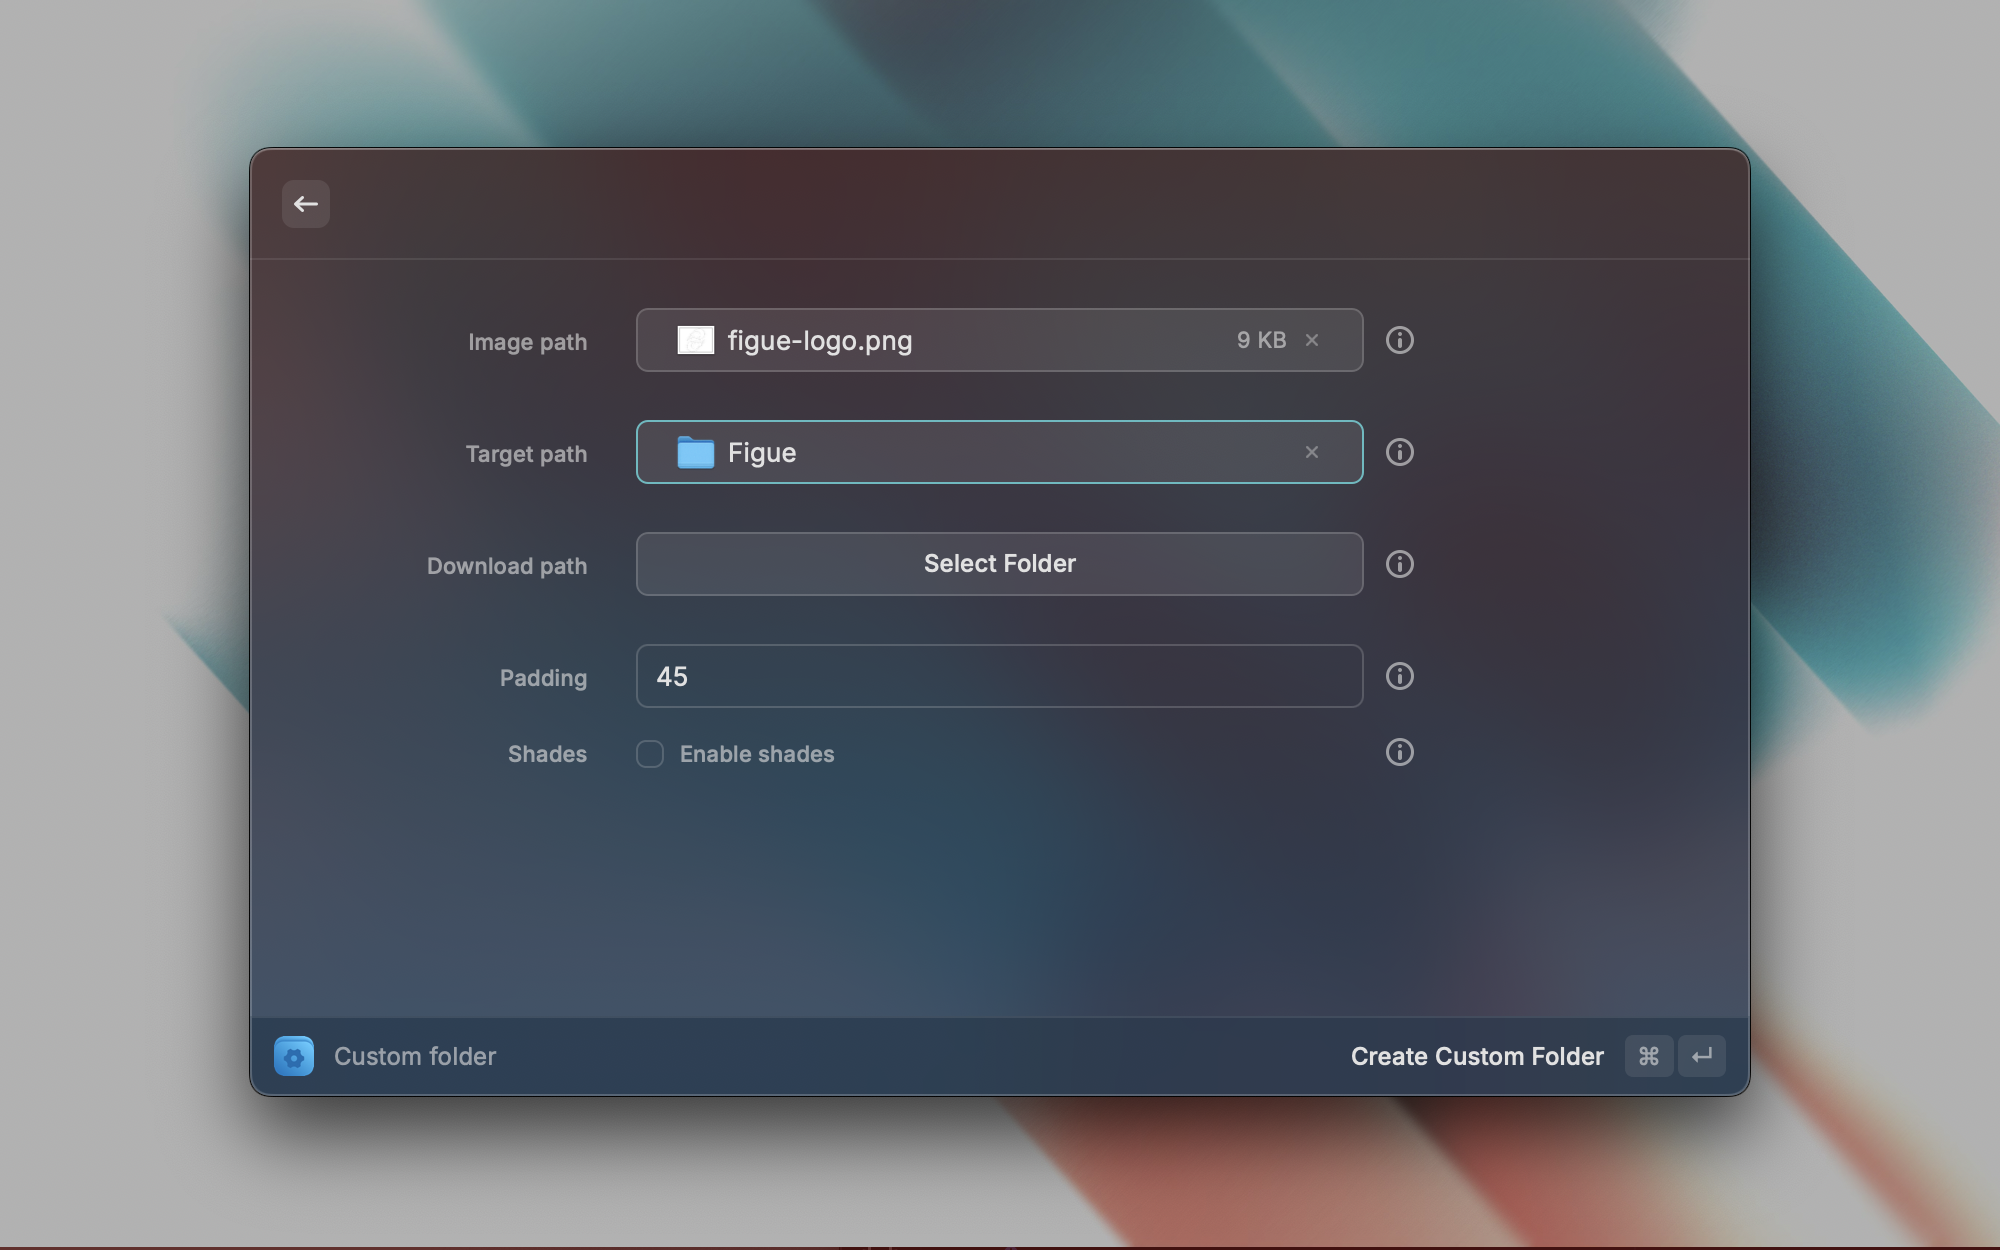 Image path
figue-logo.png
9 KB
Target path
Figue
Download path
Select Folder
Padding
45
Shades
Enable shades
Custom folder
Create Custom Folder ⌘ ↵